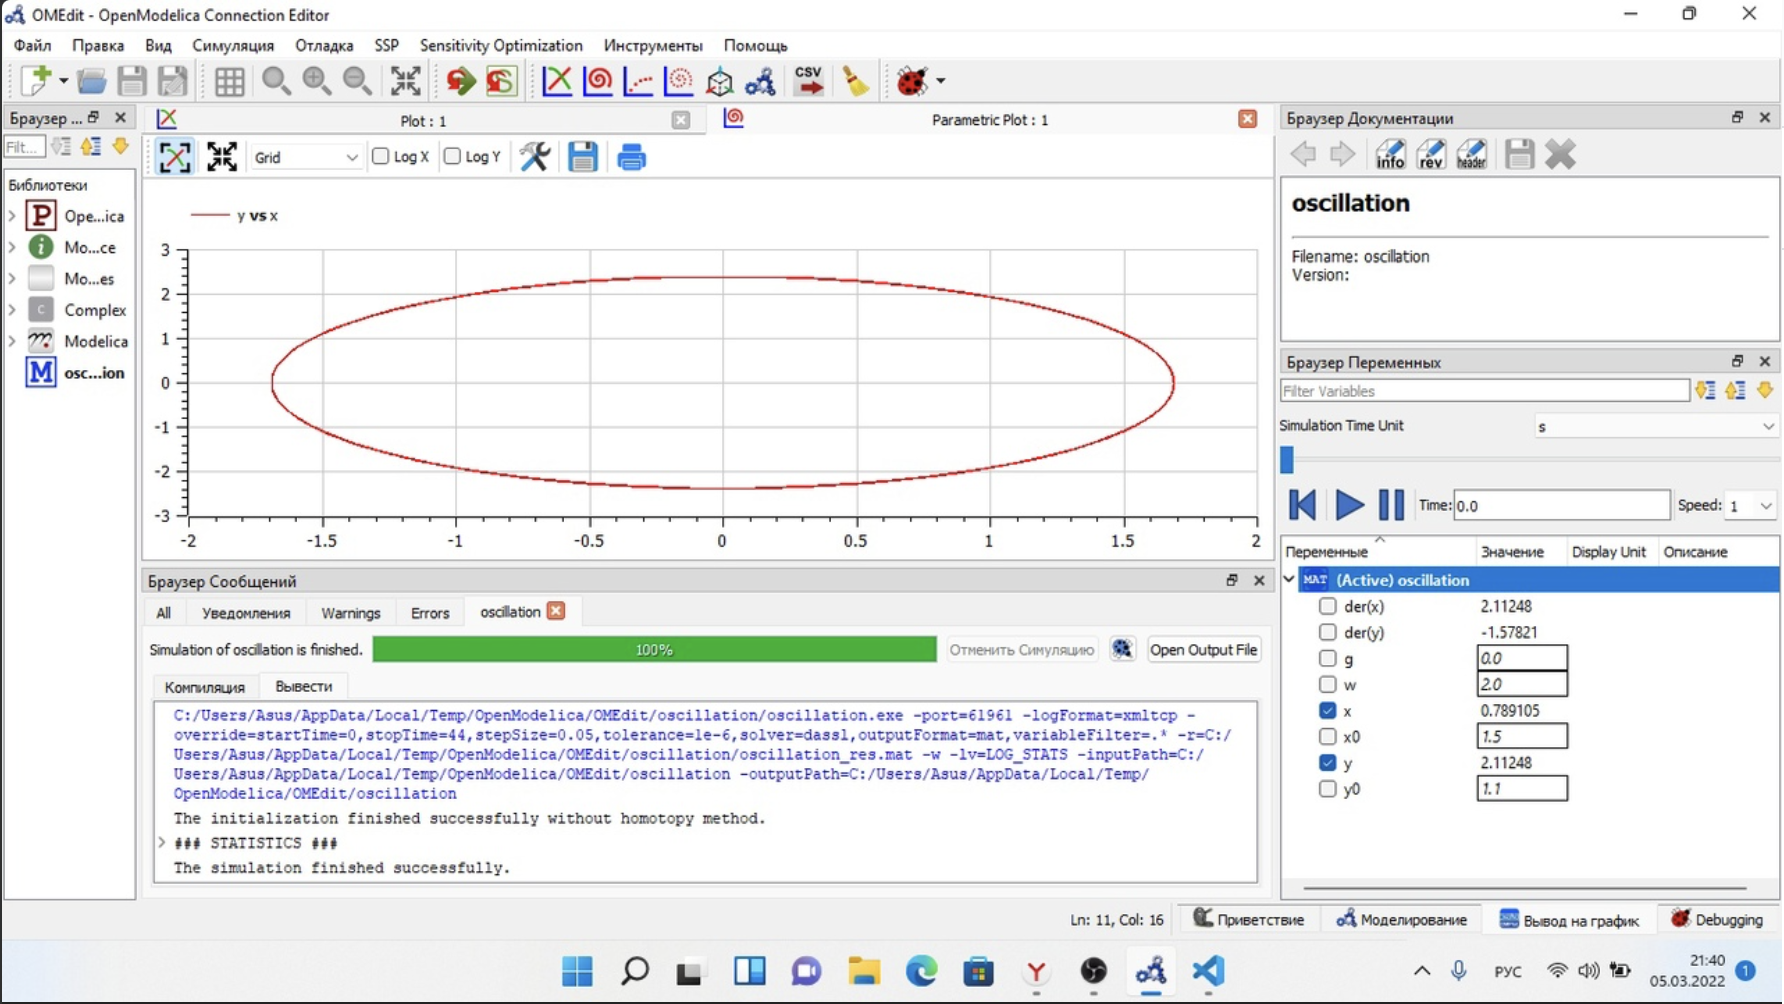 OMEdit - OpenModelica Connection Editor
Файл Правка Вид Симуляция Отладка SSP Sensitivity Optimization Инструменты Помощь
CSV
Браузер ...
Filt...
Библиотеки
P Ope...ica
i Mo...ce
Mo...es
C Complex
Modelica
M osc...ion
Plot : 1
Parametric Plot : 1
Grid Log X Log Y
y vs x
3
2
1
0
-1
-2
-3
-2 -1.5 -1 -0.5 0 0.5 1 1.5 2
Браузер Сообщений
All Уведомления Warnings Errors oscillation
Simulation of oscillation is finished. 100% Отменить Симуляцию Open Output File
Компиляция Вывести
C:/Users/Asus/AppData/Local/Temp/OpenModelica/OMEdit/oscillation/oscillation.exe -port=61961 -logFormat=xmltcp -
override=startTime=0,stopTime=44,stepSize=0.05,tolerance=1e-6,solver=dassl,outputFormat=mat,variableFilter=.* -r=C:/
Users/Asus/AppData/Local/Temp/OpenModelica/OMEdit/oscillation/oscillation_res.mat -w -lv=LOG_STATS -inputPath=C:/
Users/Asus/AppData/Local/Temp/OpenModelica/OMEdit/oscillation -outputPath=C:/Users/Asus/AppData/Local/Temp/
OpenModelica/OMEdit/oscillation
The initialization finished successfully without homotopy method.
### STATISTICS ###
The simulation finished successfully.
Браузер Документации
info rev header
oscillation
Filename: oscillation
Version:
Браузер Переменных
Filter Variables
Simulation Time Unit s
Time: 0.0 Speed: 1
Переменные Значение Display Unit Описание
MAT (Active) oscillation
der(x) 2.11248
der(y) -1.57821
g 0.0
w 2.0
x 0.789105
x0 1.5
y 2.11248
y0 1.1
Ln: 11, Col: 16 Приветствие Моделирование Вывод на график Debugging
РУС
21:40
05.03.2022
1